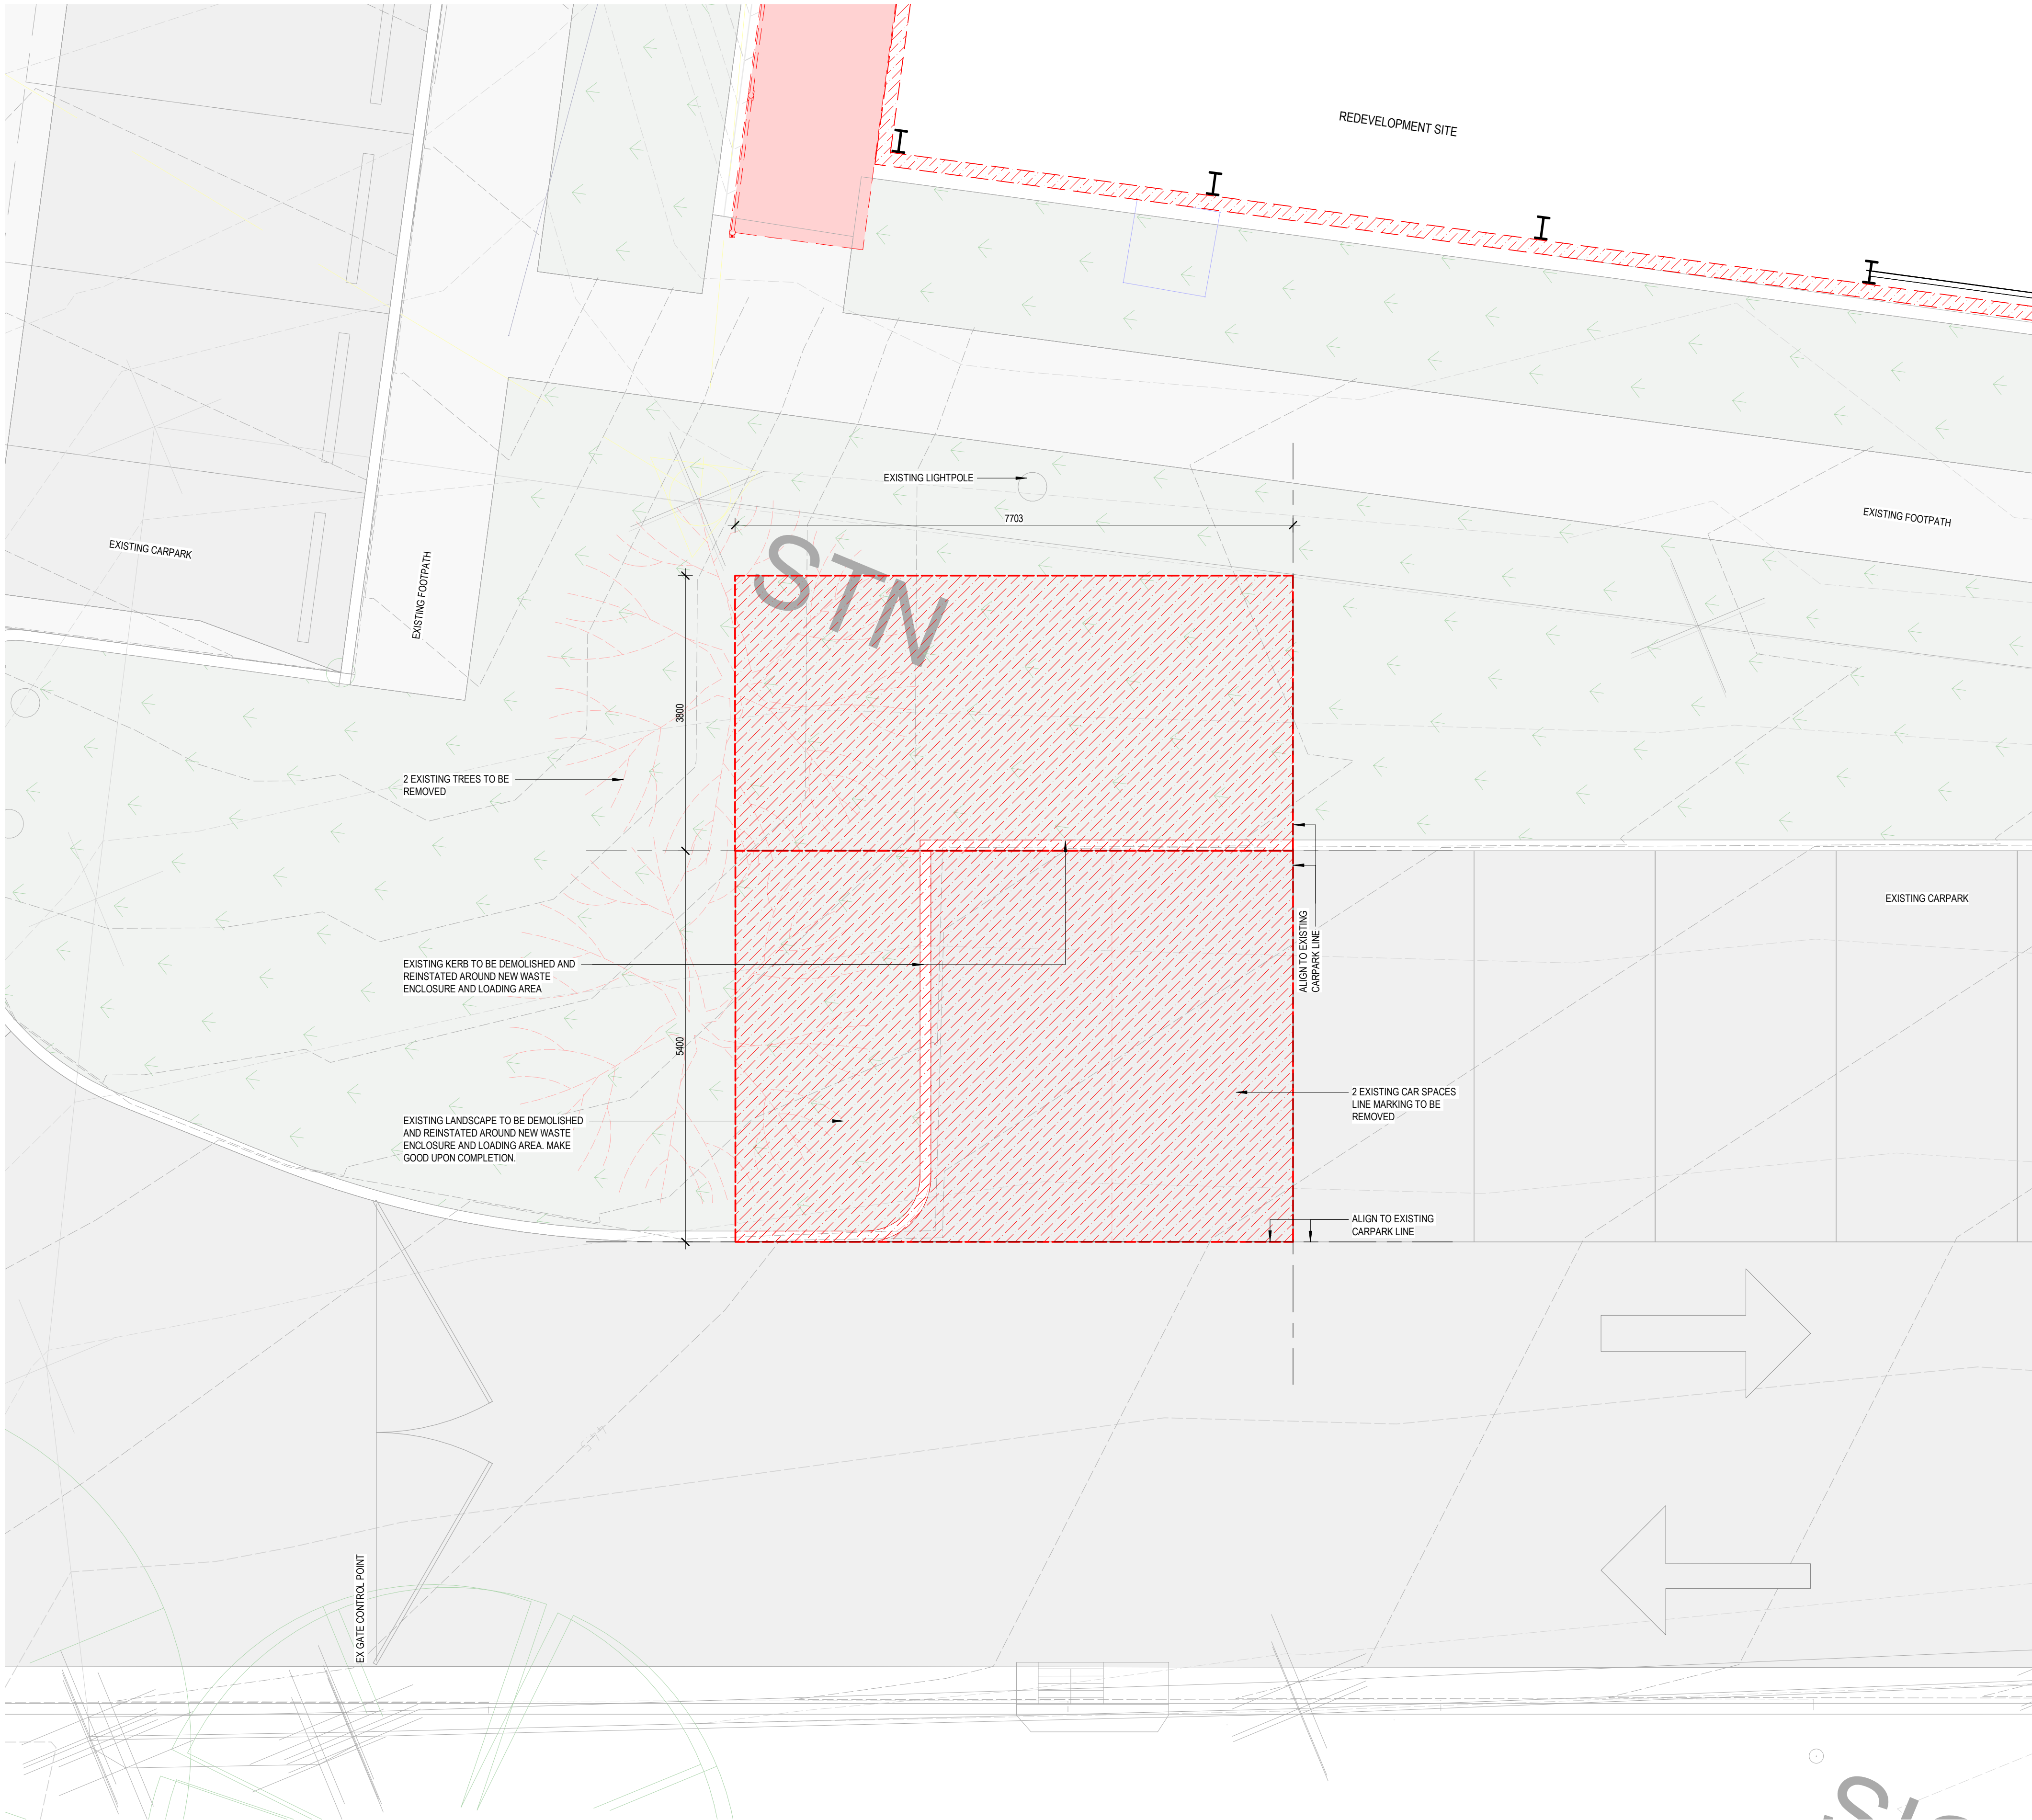 REDEVELOPMENT SITE
EXISTING LIGHTPOLE
7703
EXISTING FOOTPATH
STN
EXISTING CARPARK
EXISTING FOOTPATH
3800
2 EXISTING TREES TO BE
REMOVED
EXISTING CARPARK
ALIGN TO EXISTING
CARPARK LINE
EXISTING KERB TO BE DEMOLISHED AND
REINSTATED AROUND NEW WASTE
ENCLOSURE AND LOADING AREA
5400
2 EXISTING CAR SPACES
LINE MARKING TO BE
REMOVED
EXISTING LANDSCAPE TO BE DEMOLISHED
AND REINSTATED AROUND NEW WASTE
ENCLOSURE AND LOADING AREA. MAKE
GOOD UPON COMPLETION.
ALIGN TO EXISTING
CARPARK LINE
EX GATE CONTROL POINT